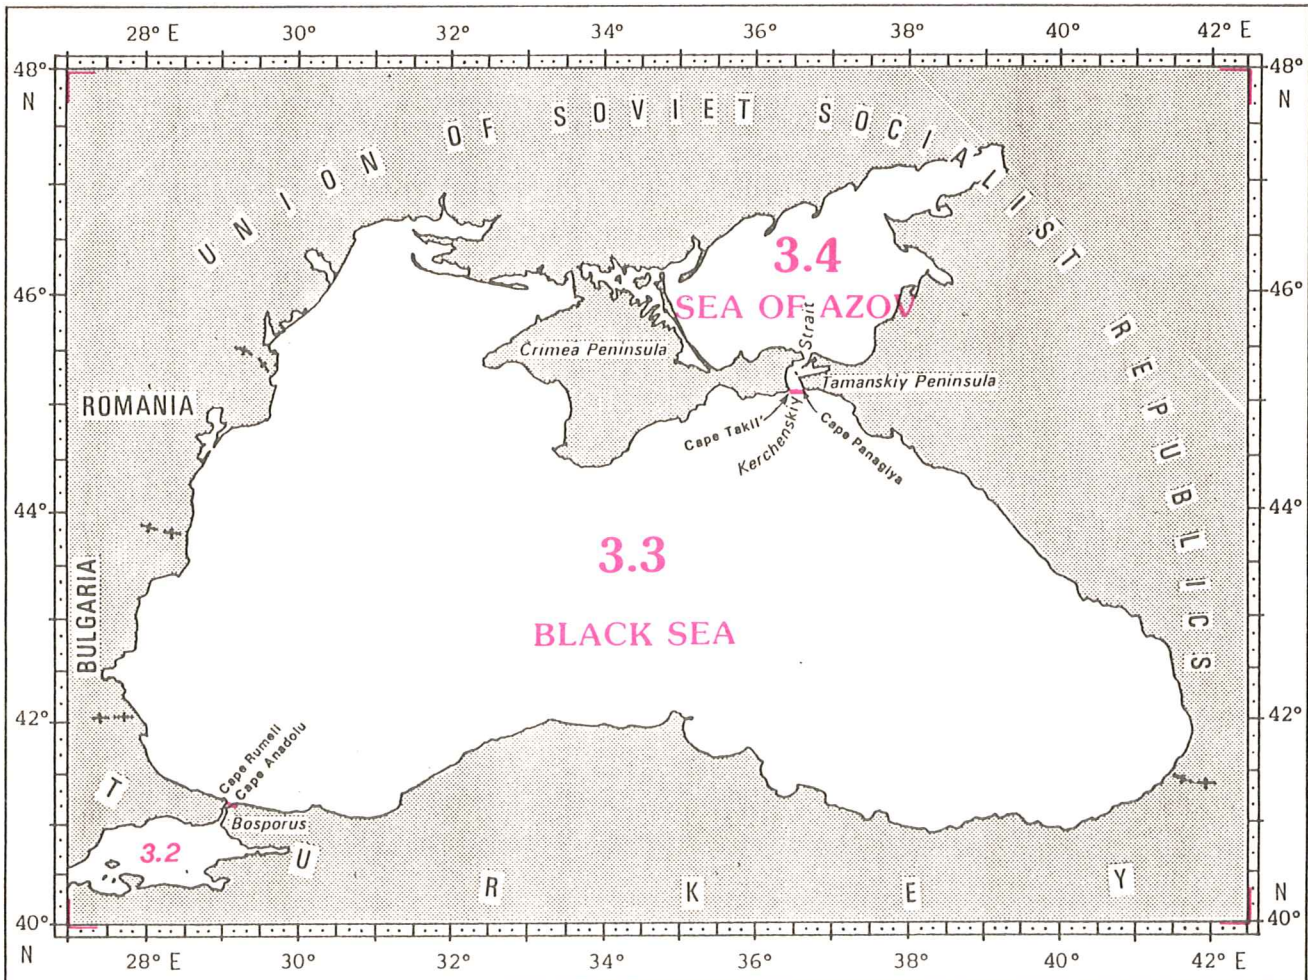 28° E 30° 32° 34° 36° 38° 40° 42° E
48° 48°
N N
UNION OF SOVIET SOCIALIST REPUBLICS
3.4
46° 46°
SEA OF AZOV
Strait
Crimea Peninsula
Tamanskiy Peninsula
ROMANIA
Cape Takil'
Kerchenskiy
Cape Panagiya
44° 44°
3.3
BULGARIA
BLACK SEA
42° 42°
Cape Rumeli
Cape Anadolu
Bosporus
3.2
TURKEY
N
40° 40°
N
28° E 30° 32° 34° 36° 38° 40° 42° E